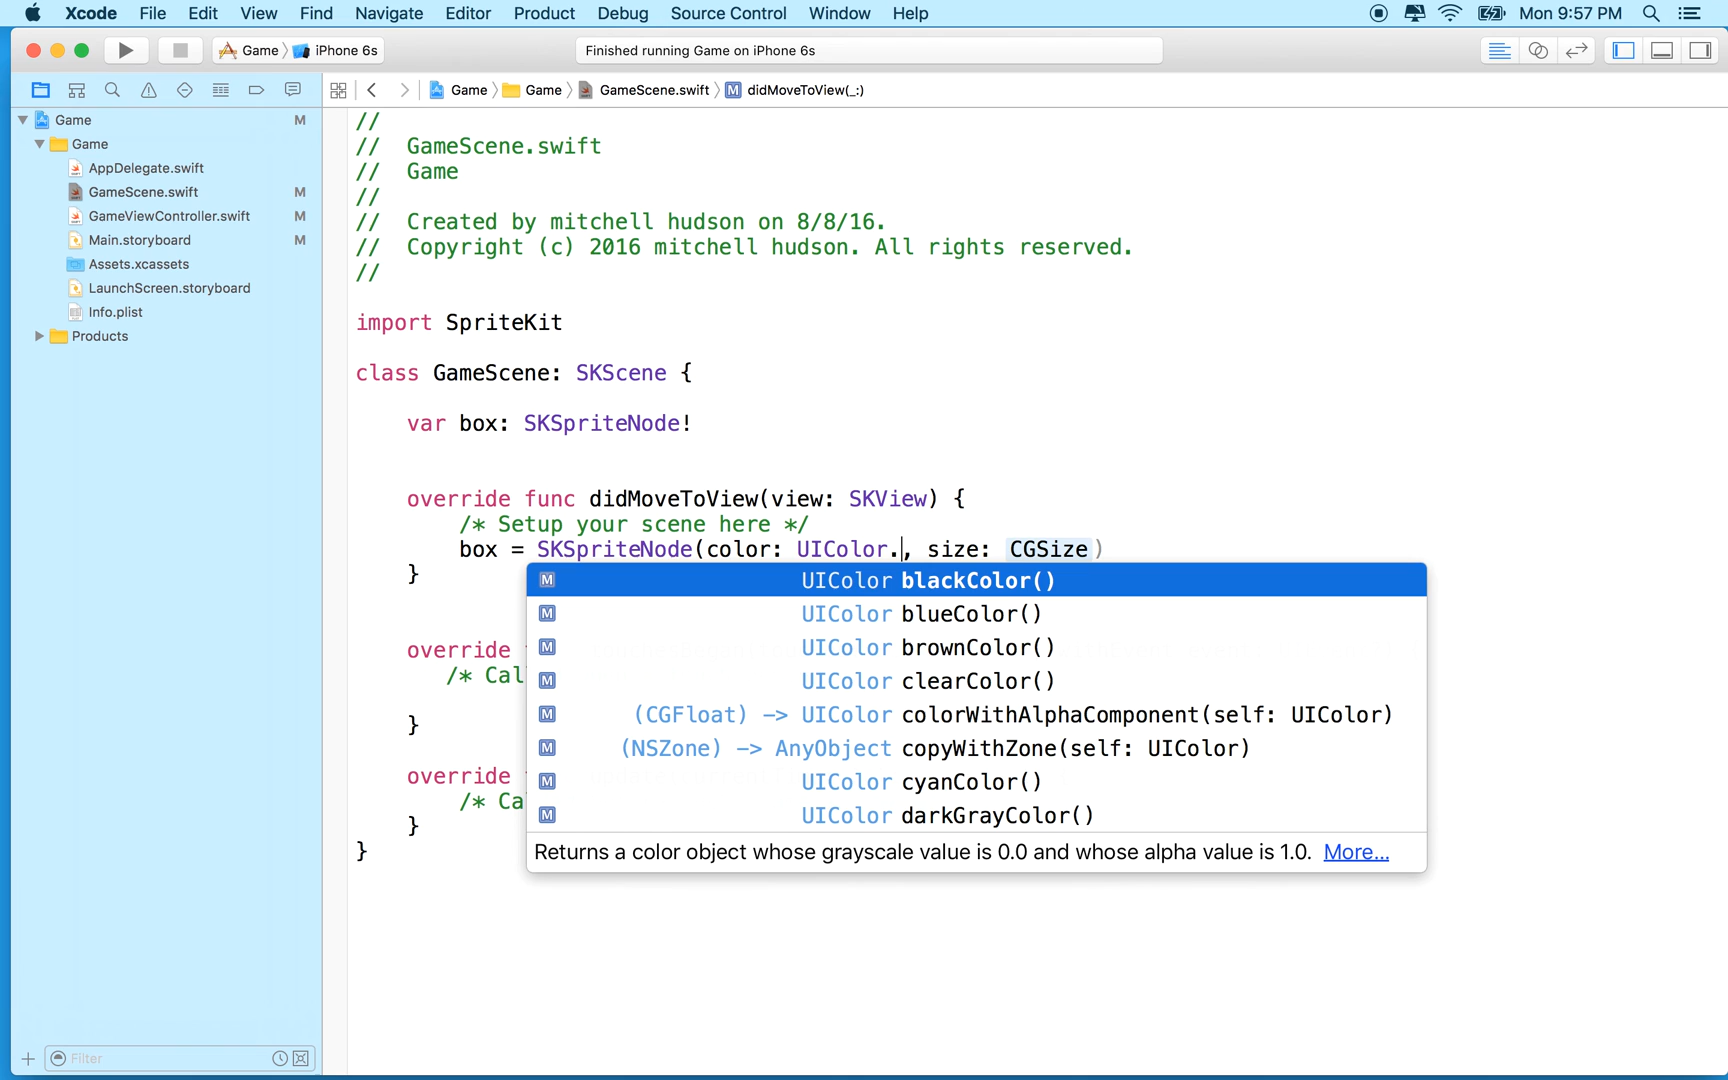 Xcode File Edit View Find Navigate Editor Product Debug Source Control Window Help Mon 9:57 PM
Game iPhone 6s Finished running Game on iPhone 6s
Game Game GameScene.swift M didMoveToView(_:)
Game M
Game
AppDelegate.swift
GameScene.swift M
GameViewController.swift M
Main.storyboard M
Assets.xcassets
LaunchScreen.storyboard
Info.plist
Products
Filter
//
// GameScene.swift
// Game
//
// Created by mitchell hudson on 8/8/16.
// Copyright (c) 2016 mitchell hudson. All rights reserved.
//
import SpriteKit
class GameScene: SKScene {
var box: SKSpriteNode!
override func didMoveToView(view: SKView) {
/* Setup your scene here */
box = SKSpriteNode(color: UIColor., size: CGSize)
}
override
/* Cal
}
override
/* Ca
}
}
M UIColor blackColor()
M UIColor blueColor()
M UIColor brownColor()
M UIColor clearColor()
M (CGFloat) -> UIColor colorWithAlphaComponent(self: UIColor)
M (NSZone) -> AnyObject copyWithZone(self: UIColor)
M UIColor cyanColor()
M UIColor darkGrayColor()
Returns a color object whose grayscale value is 0.0 and whose alpha value is 1.0. More...